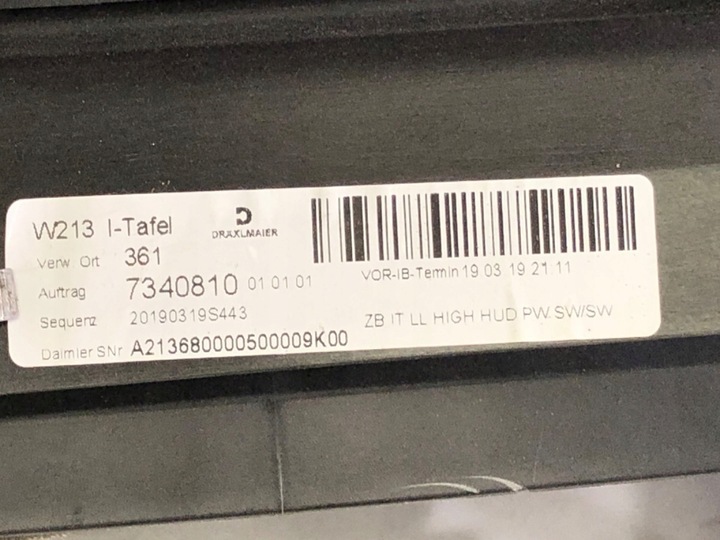 W213 I-Tafel
DRÄXLMAIER
Verw Ort 361
Auftrag 7340810 01 01 01
VOR-IB-Termin 19 03 19 21 11
Sequenz 20190319S443
ZB IT LL HIGH HUD PW. SW/SW
Daimler SNr A213680000500009K00